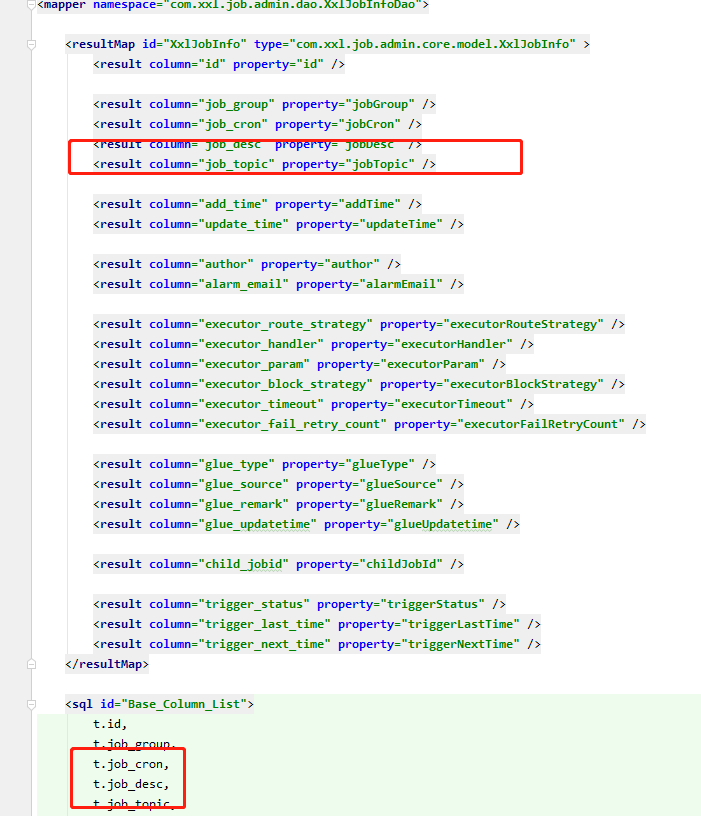 <mapper namespace="com.xxl.job.admin.dao.XxlJobInfoDao">
<resultMap id="XxlJobInfo" type="com.xxl.job.admin.core.model.XxlJobInfo" >
<result column="id" property="id" />
<result column="job_group" property="jobGroup" />
<result column="job_cron" property="jobCron" />
<result column="job_desc" property="jobDesc" />
<result column="job_topic" property="jobTopic" />
<result column="add_time" property="addTime" />
<result column="update_time" property="updateTime" />
<result column="author" property="author" />
<result column="alarm_email" property="alarmEmail" />
<result column="executor_route_strategy" property="executorRouteStrategy" />
<result column="executor_handler" property="executorHandler" />
<result column="executor_param" property="executorParam" />
<result column="executor_block_strategy" property="executorBlockStrategy" />
<result column="executor_timeout" property="executorTimeout" />
<result column="executor_fail_retry_count" property="executorFailRetryCount" />
<result column="glue_type" property="glueType" />
<result column="glue_source" property="glueSource" />
<result column="glue_remark" property="glueRemark" />
<result column="glue_updatetime" property="glueUpdatetime" />
<result column="child_jobid" property="childJobId" />
<result column="trigger_status" property="triggerStatus" />
<result column="trigger_last_time" property="triggerLastTime" />
<result column="trigger_next_time" property="triggerNextTime" />
</resultMap>
<sql id="Base_Column_List">
t.id,
t.job_group,
t.job_cron,
t.job_desc,
t.job_topic,